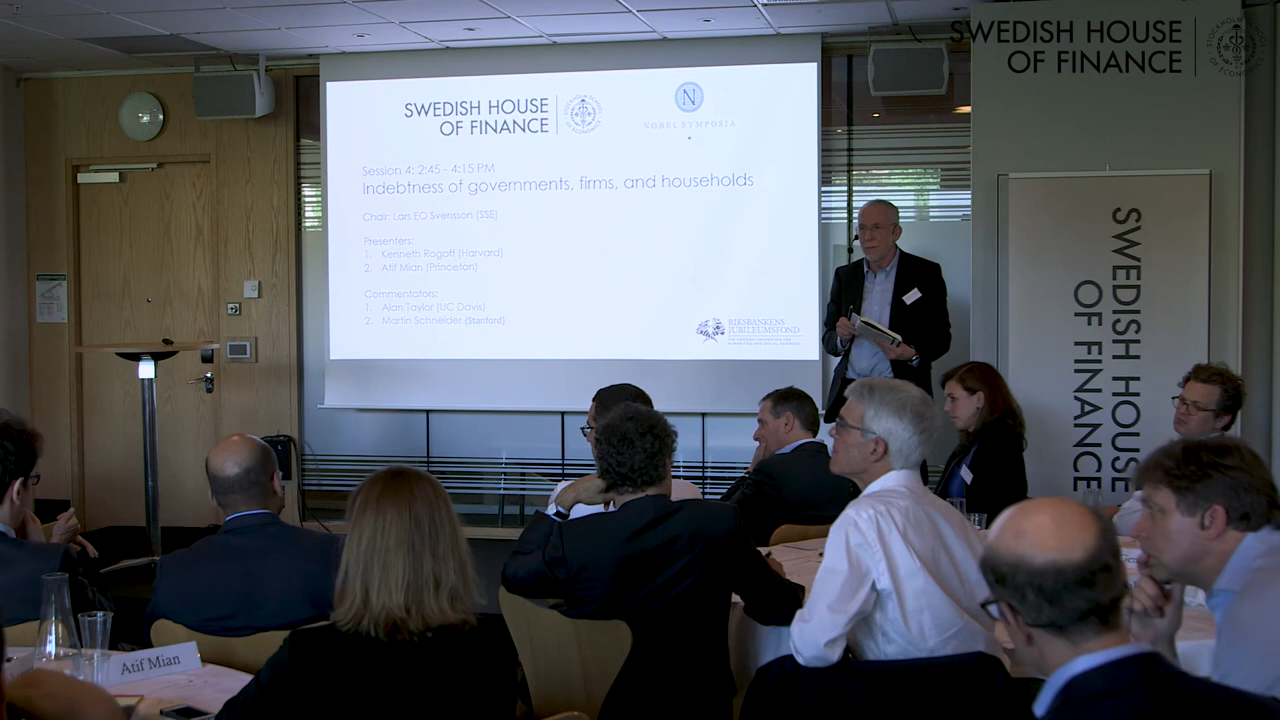 SWEDISH HOUSE
OF FINANCE
SWEDISH HOUSE
OF FINANCE
N
NOBEL SYMPOSIA
Session 4: 2:45 - 4:15 PM
Indebtness of governments, firms, and households
Chair: Lars EO Svensson (SSE)
Presenters:
1. Kenneth Rogoff (Harvard)
2. Atif Mian (Princeton)
Commentators:
1. Alan Taylor (UC Davis)
2. Martin Schneider (Stanford)
RIKSBANKENS
JUBILEUMSFOND
SWEDISH HOUSE
OF FINANCE
Atif Mian